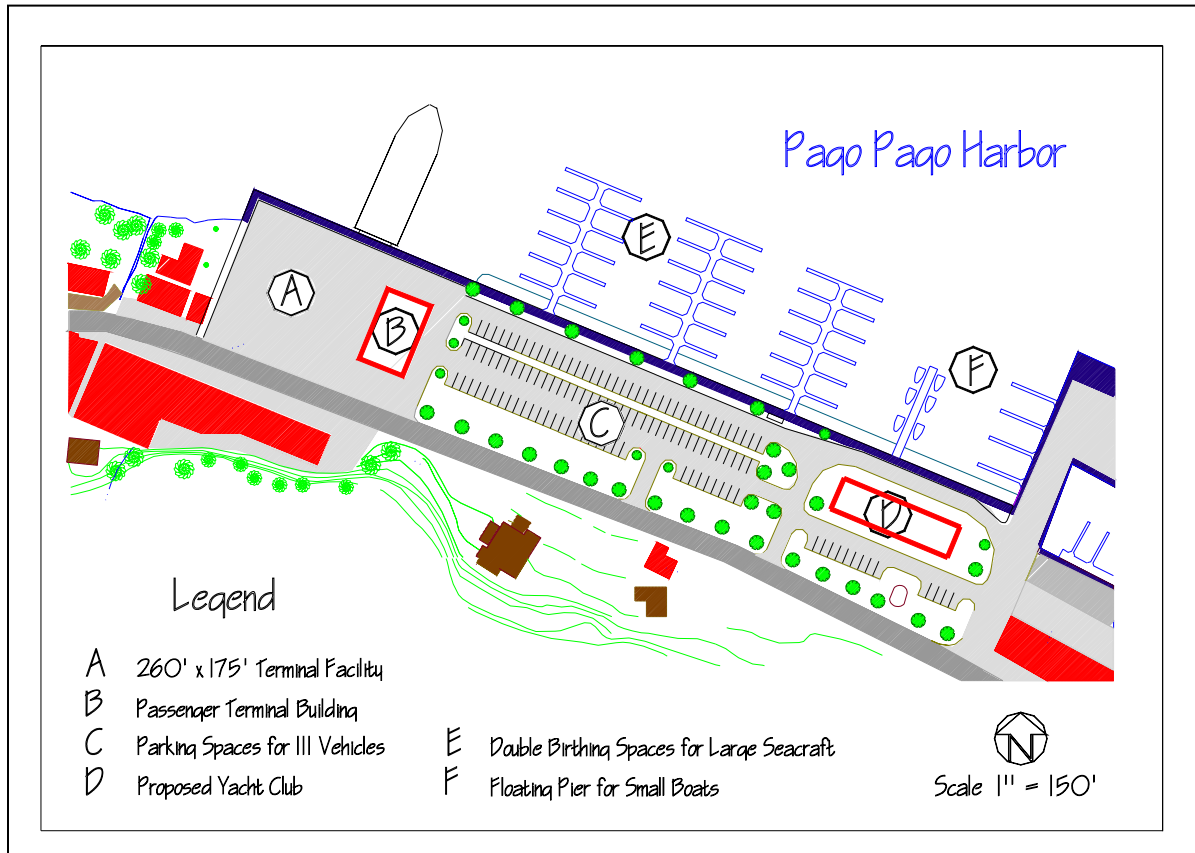 Pago Pago Harbor
E
A
B
F
C
D
Legend
A 260' x 175' Terminal Facility
B Passenger Terminal Building
C Parking Spaces for 111 Vehicles
D Proposed Yacht Club
E Double Birthing Spaces for Large Seacraft
F Floating Pier for Small Boats
N
Scale 1" = 150'